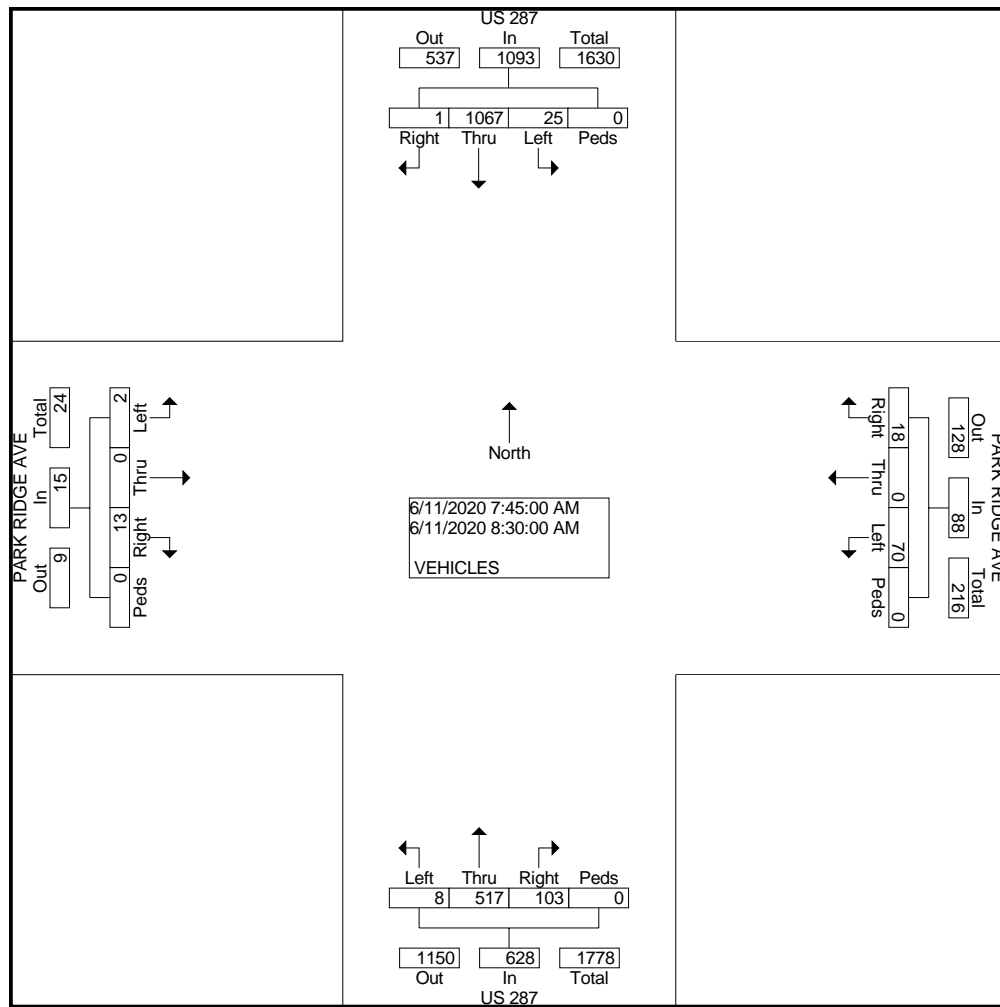 US 287
Out In Total
537 1093 1630
1 1067 25 0
Right Thru Left Peds
PARK RIDGE AVE
Total In Out
24 15 9
2 0 13 0
Left Thru Right Peds
North
6/11/2020 7:45:00 AM
6/11/2020 8:30:00 AM
VEHICLES
Right Thru Left Peds
18 0 70 0
Out In Total
128 88 216
PARK RIDGE AVE
Left Thru Right Peds
8 517 103 0
1150 628 1778
Out In Total
US 287